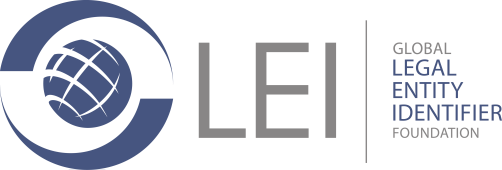 LEI
GLOBAL
LEGAL
ENTITY
IDENTIFIER
FOUNDATION